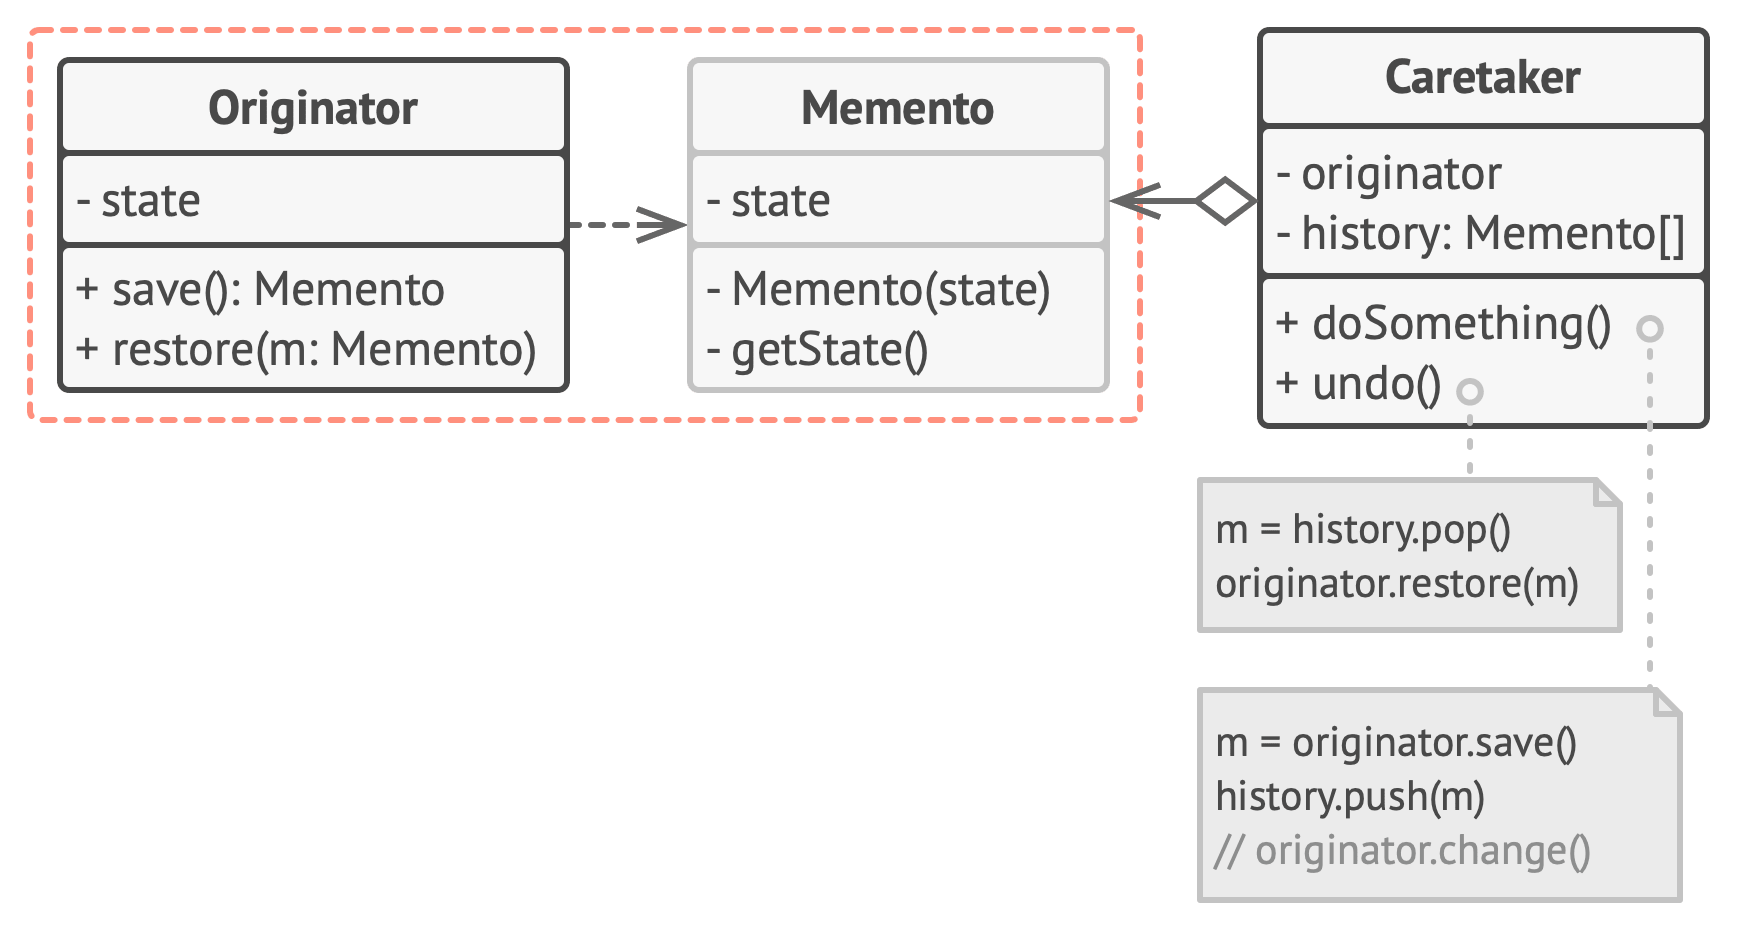 Originator
- state
+ save(): Memento
+ restore(m: Memento)
Memento
- state
- Memento(state)
- getState()
Caretaker
- originator
- history: Memento[]
+ doSomething()
+ undo()
m = history.pop()
originator.restore(m)
m = originator.save()
history.push(m)
// originator.change()